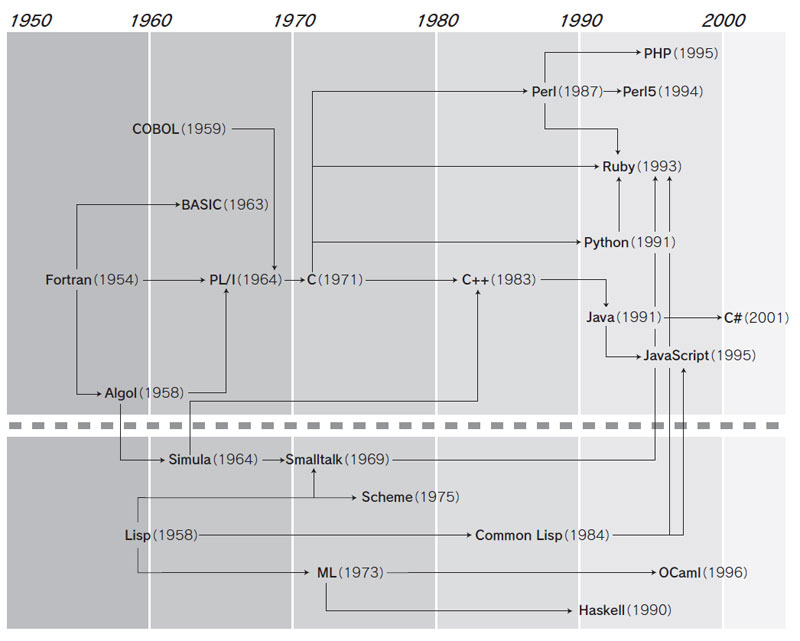 1950 1960 1970 1980 1990 2000
PHP(1995)
Perl(1987) Perl5(1994)
COBOL(1959)
Ruby(1993)
BASIC(1963)
Python(1991)
Fortran(1954) PL/I(1964) C(1971) C++(1983)
Java(1991) C#(2001)
JavaScript(1995)
Algol(1958)
Simula(1964) Smalltalk(1969)
Scheme(1975)
Lisp(1958) Common Lisp(1984)
ML(1973) OCaml(1996)
Haskell(1990)